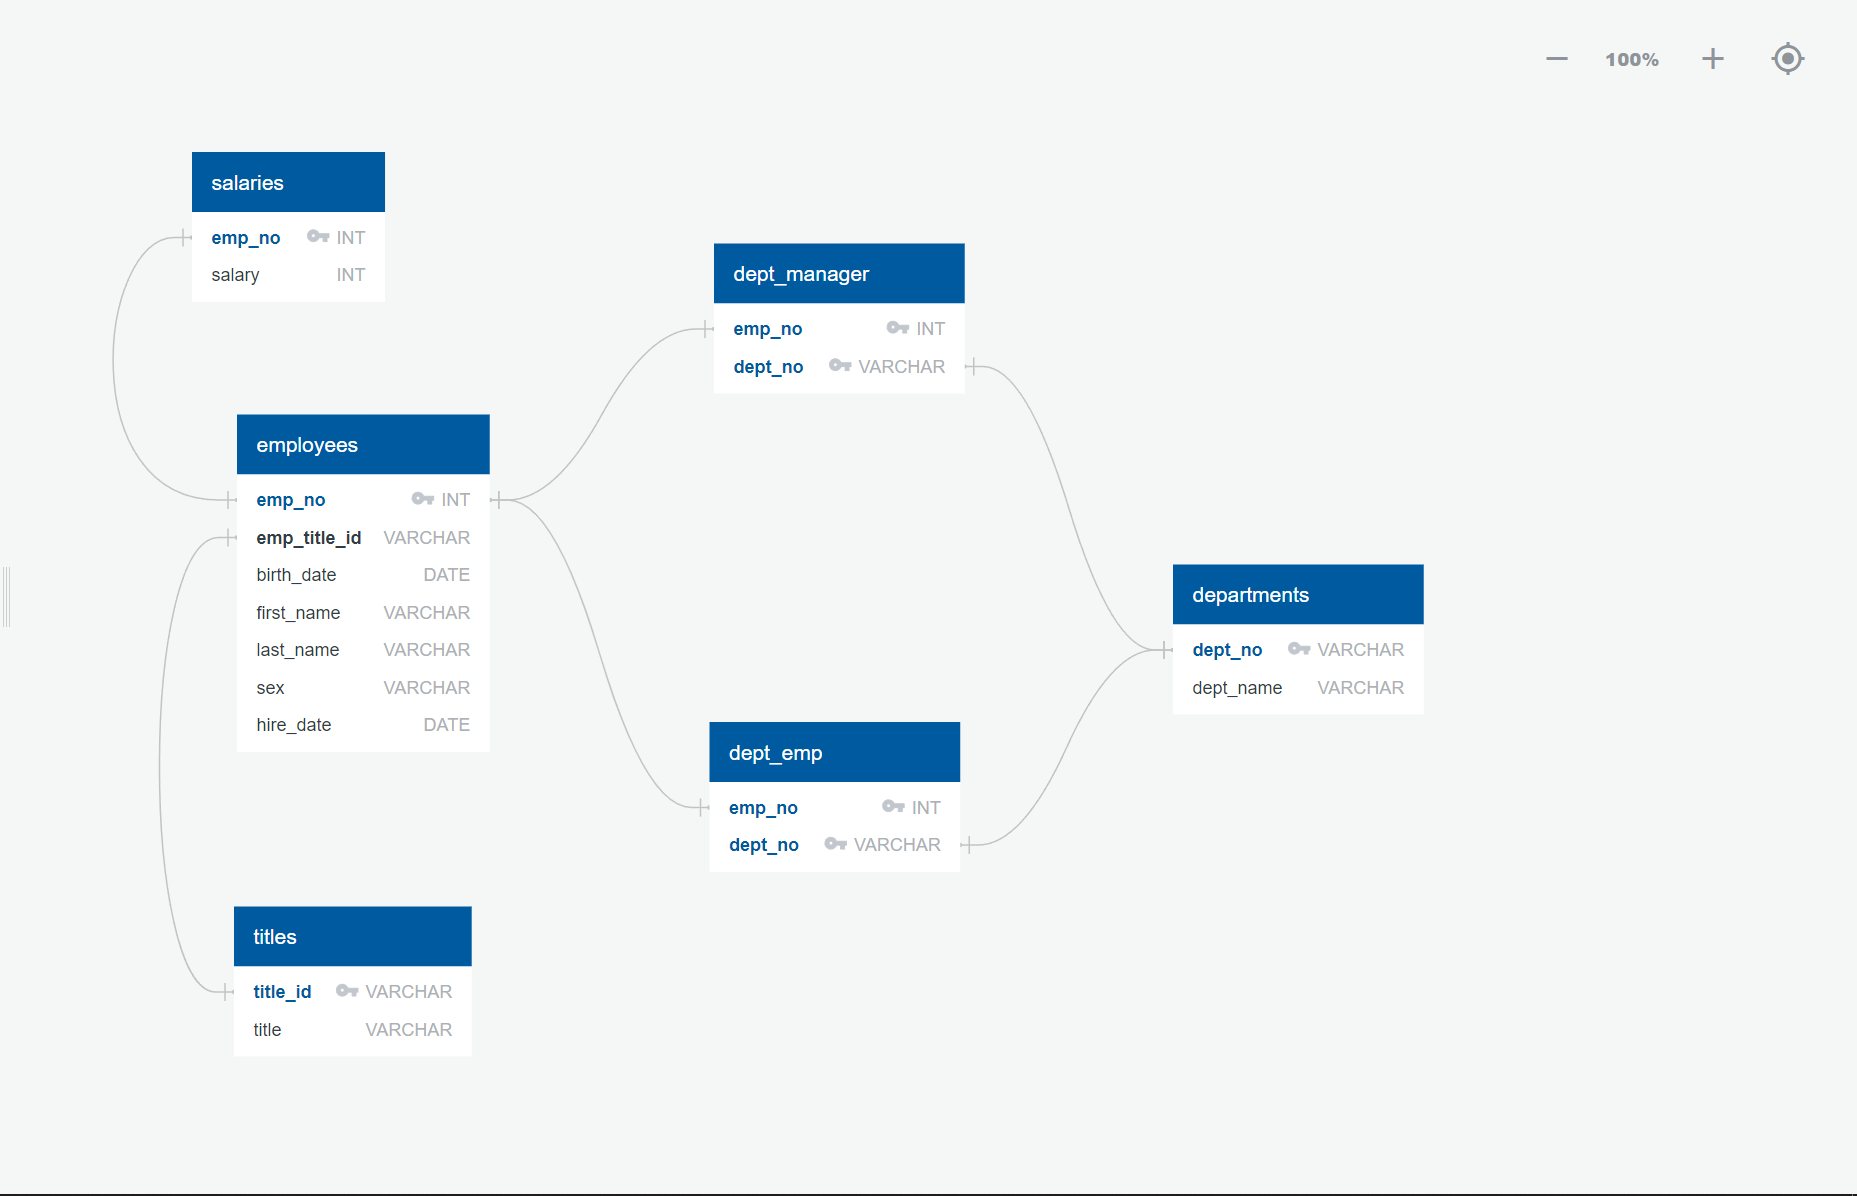 100%
salaries
emp_no INT
salary INT
dept_manager
emp_no INT
dept_no VARCHAR
employees
emp_no INT
emp_title_id VARCHAR
birth_date DATE
first_name VARCHAR
last_name VARCHAR
sex VARCHAR
hire_date DATE
departments
dept_no VARCHAR
dept_name VARCHAR
dept_emp
emp_no INT
dept_no VARCHAR
titles
title_id VARCHAR
title VARCHAR